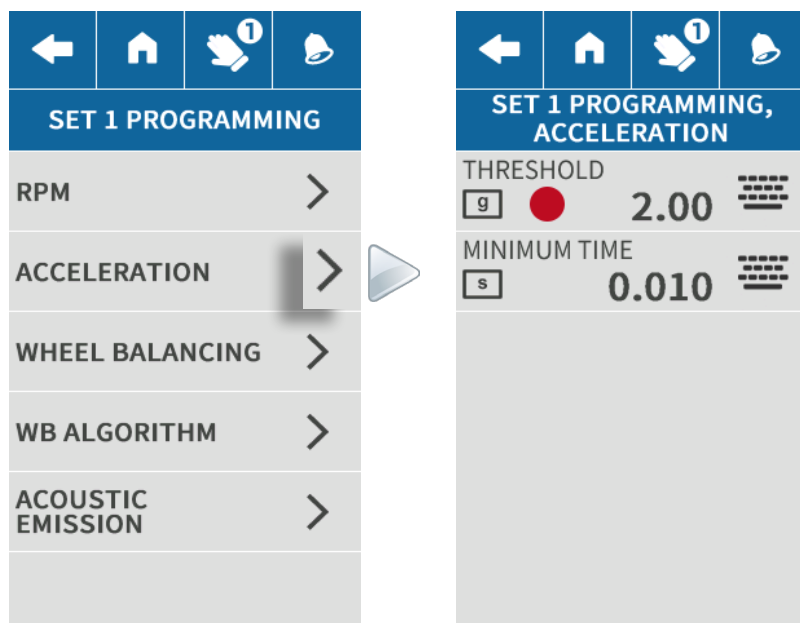 1
SET 1 PROGRAMMING
RPM
ACCELERATION
WHEEL BALANCING
WB ALGORITHM
ACOUSTIC
EMISSION
1
SET 1 PROGRAMMING,
ACCELERATION
THRESHOLD
g 2.00
MINIMUM TIME
s 0.010